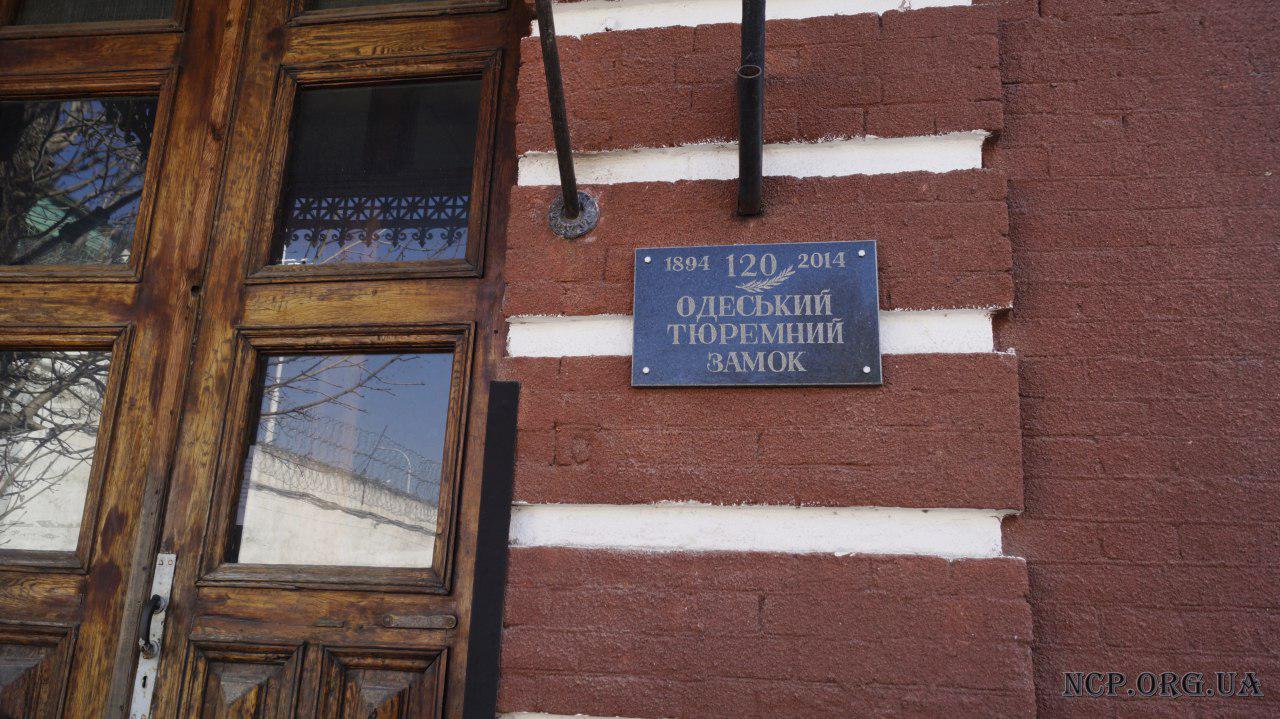 1894 120 2014
ОДЕСЬКИЙ
ТЮРЕМНИЙ
ЗАМОК
NCP.ORG.UA